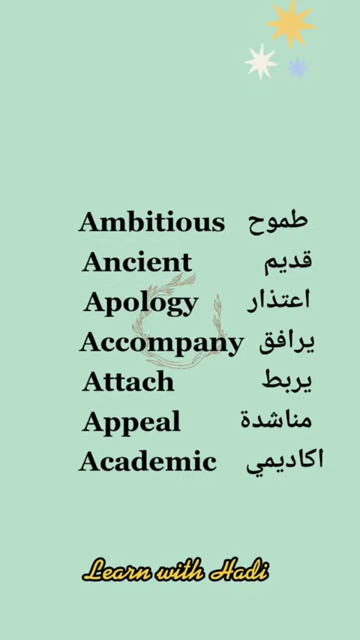 Ambitious طموح
Ancient قديم
Apology اعتذار
Accompany يرافق
Attach يربط
Appeal مناشدة
Academic اكاديمي
Learn with Hadi